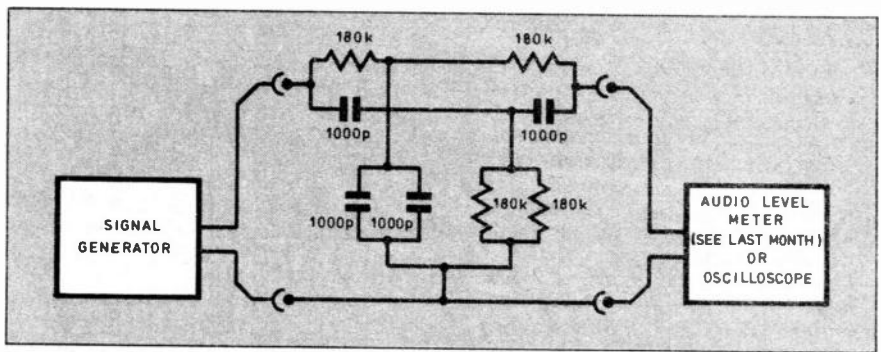 180k
180k
1000p
1000p
1000p
1000p
180k
180k
SIGNAL
GENERATOR
AUDIO LEVEL
METER
(SEE LAST MONTH)
OR
OSCILLOSCOPE